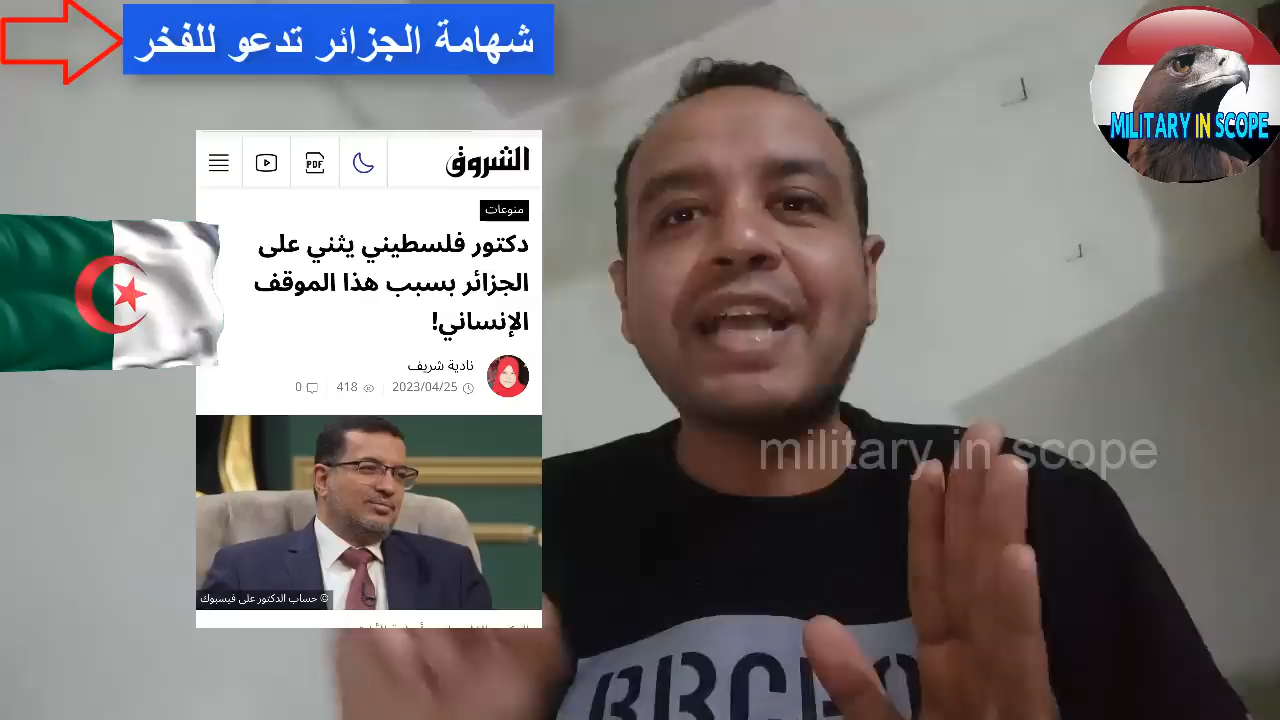 شهامة الجزائر تدعو للفخر
MILITARY IN SCOPE
الشروق
PDF
منوعات
دكتور فلسطيني يثني على
الجزائر بسبب هذا الموقف
الإنساني!
نادية شريف
2023/04/25
418
0
military in scope
© حساب الدكتور على فيسبوك